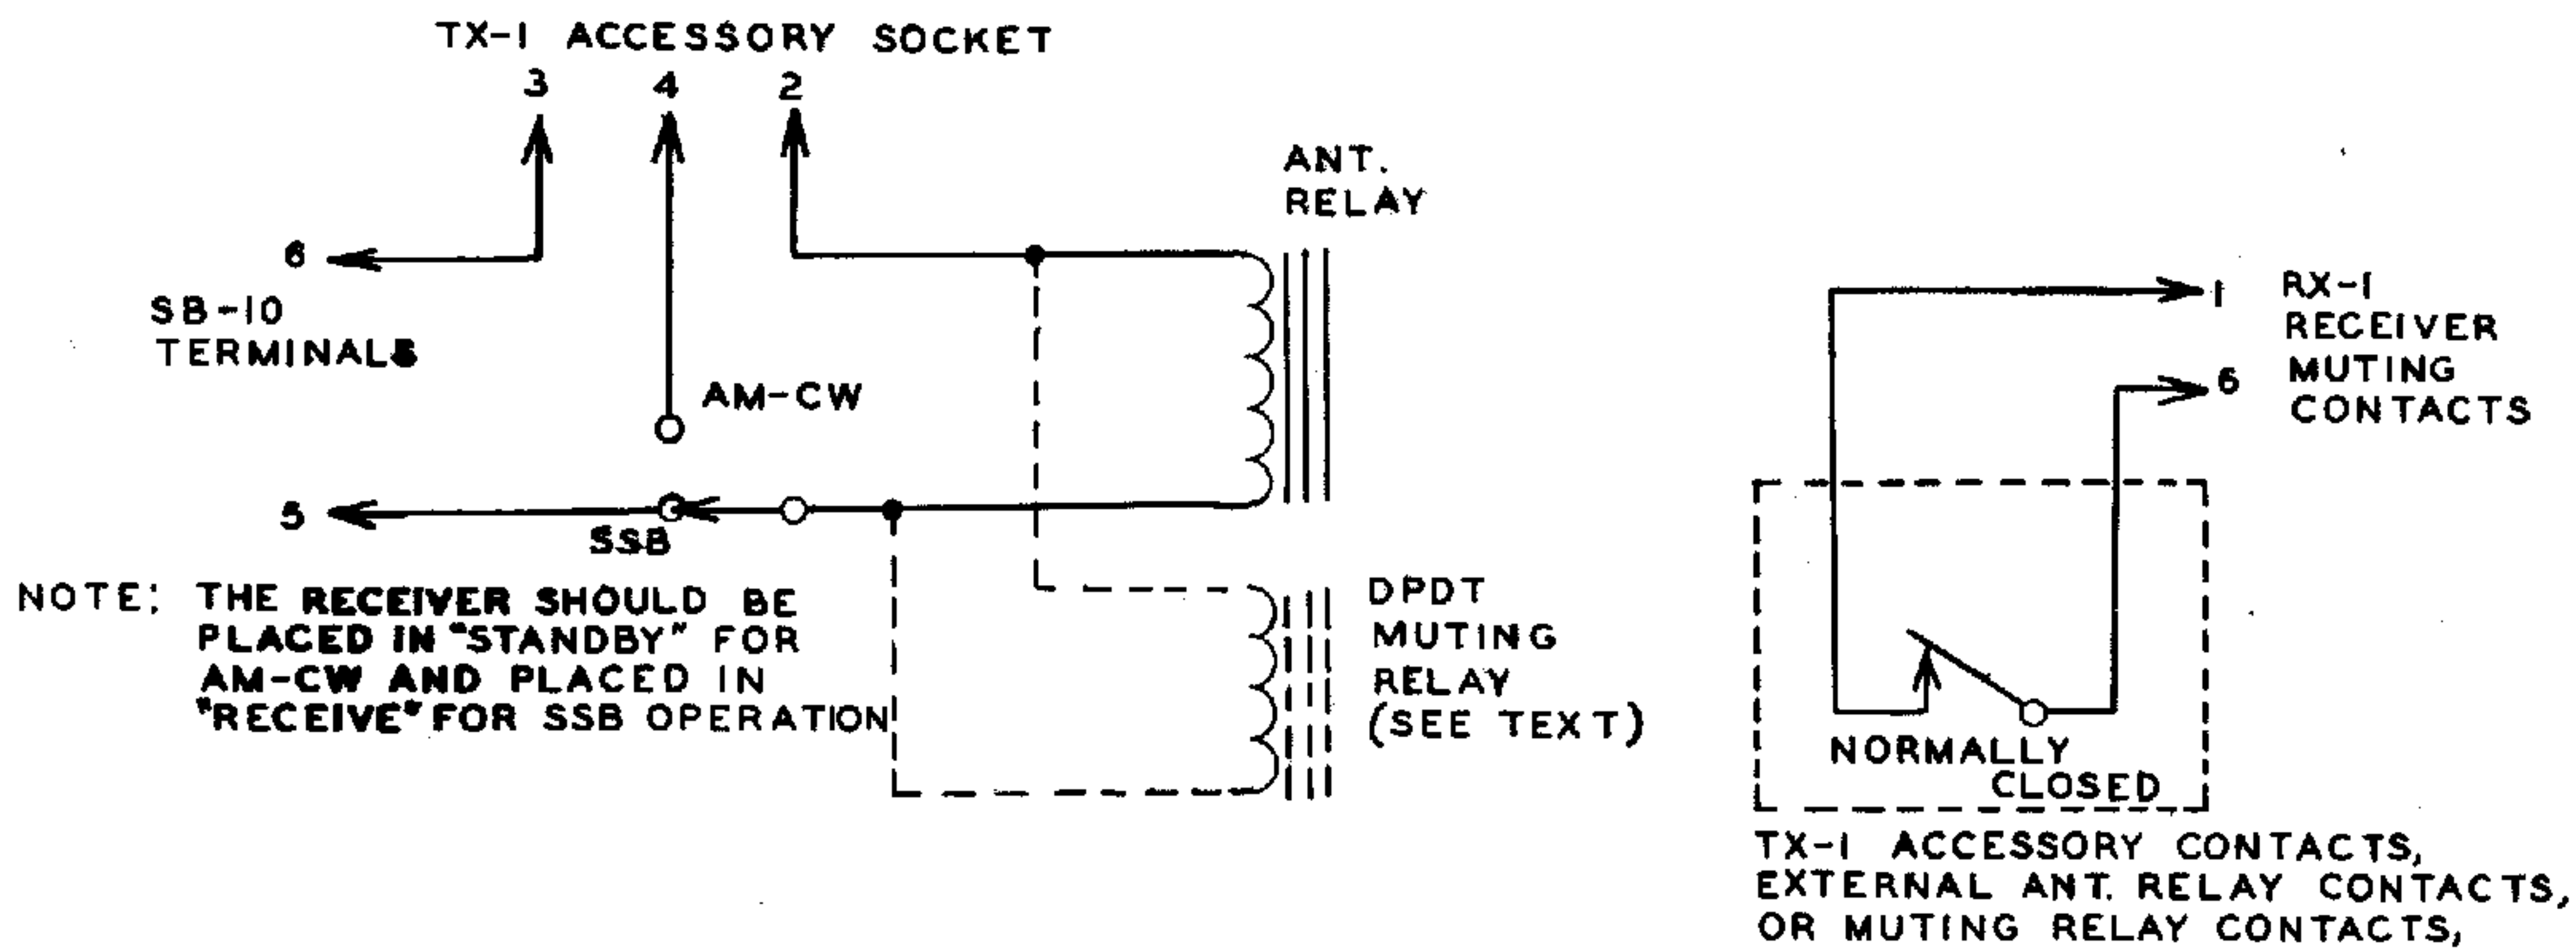 TX-1 ACCESSORY SOCKET
3 4 2
ANT.
RELAY
6
SB-10
TERMINALS
AM-CW
5
SSB
NOTE: THE RECEIVER SHOULD BE
PLACED IN "STANDBY" FOR
AM-CW AND PLACED IN
"RECEIVE" FOR SSB OPERATION
DPDT
MUTING
RELAY
(SEE TEXT)
1
RX-1
RECEIVER
MUTING
CONTACTS
6
NORMALLY
CLOSED
TX-1 ACCESSORY CONTACTS,
EXTERNAL ANT. RELAY CONTACTS,
OR MUTING RELAY CONTACTS,